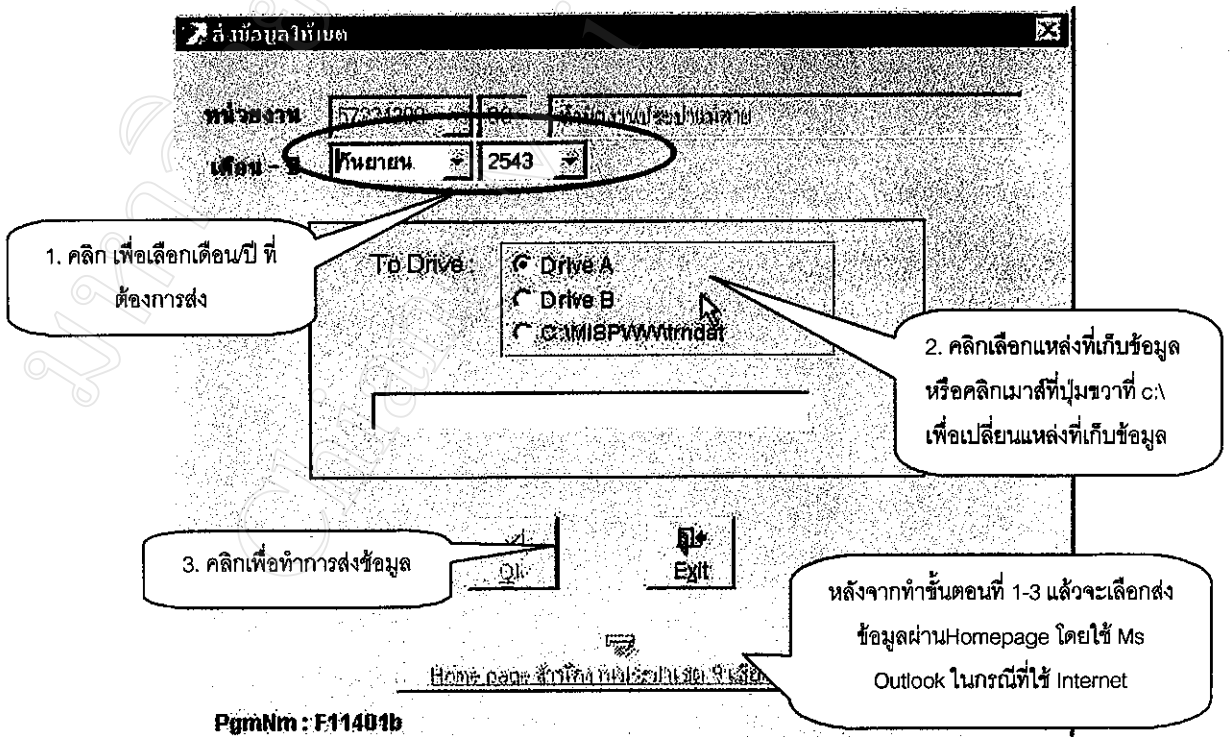 ส่งข้อมูลให้เขต
หน่วยงาน
เดือน - ปี กันยายน 2543
1. คลิก เพื่อเลือกเดือน/ปี ที่
ต้องการส่ง
To Drive :
Drive A
Drive B
C:\MISPWW\trndat
2. คลิกเลือกแหล่งที่เก็บข้อมูล
หรือคลิกเมาส์ที่ปุ่มขวาที่ c:\
เพื่อเปลี่ยนแหล่งที่เก็บข้อมูล
3. คลิกเพื่อทำการส่งข้อมูล
Ok
Exit
หลังจากทำขั้นตอนที่ 1-3 แล้วจะเลือกส่ง
ข้อมูลผ่านHomepage โดยใช้ Ms
Outlook ในกรณีที่ใช้ Internet
Home page
PgmNm : F11401b